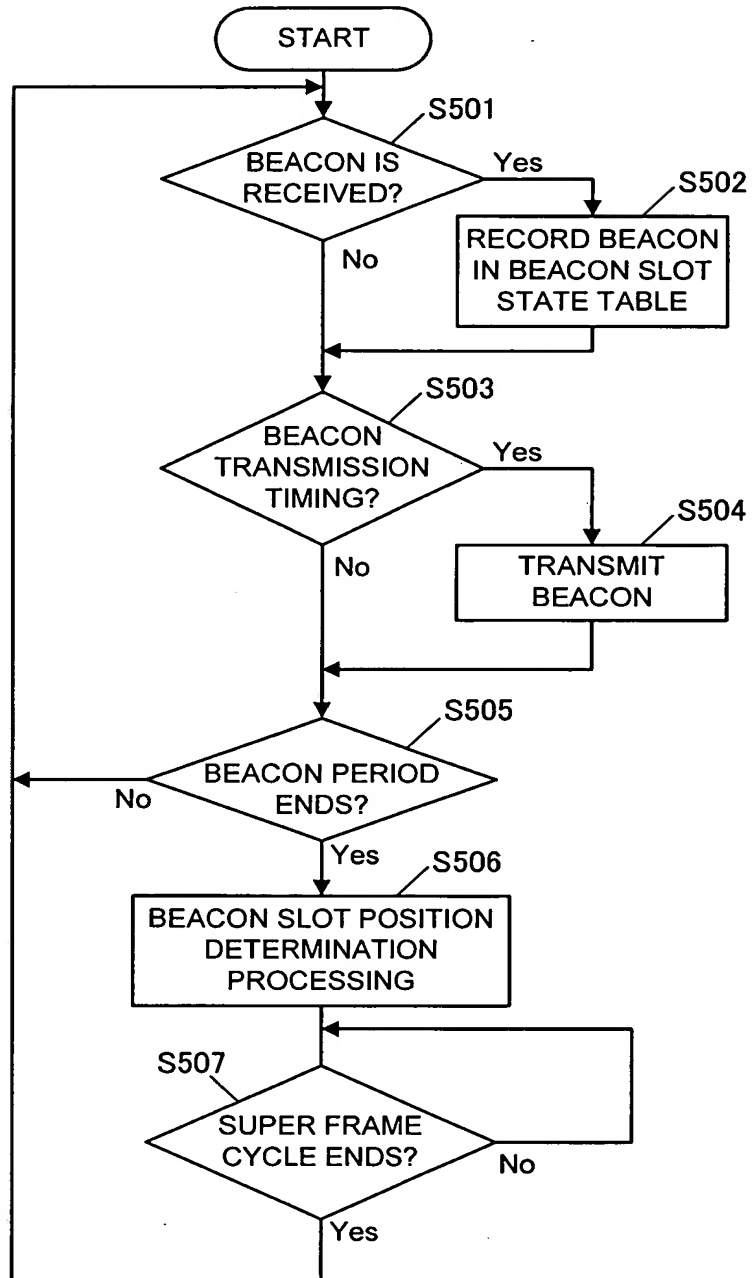 START
S501
BEACON IS
RECEIVED?
Yes
S502
RECORD BEACON
IN BEACON SLOT
STATE TABLE
No
S503
BEACON
TRANSMISSION
TIMING?
Yes
S504
TRANSMIT
BEACON
No
S505
BEACON PERIOD
ENDS?
No
Yes
S506
BEACON SLOT POSITION
DETERMINATION
PROCESSING
S507
SUPER FRAME
CYCLE ENDS?
No
Yes